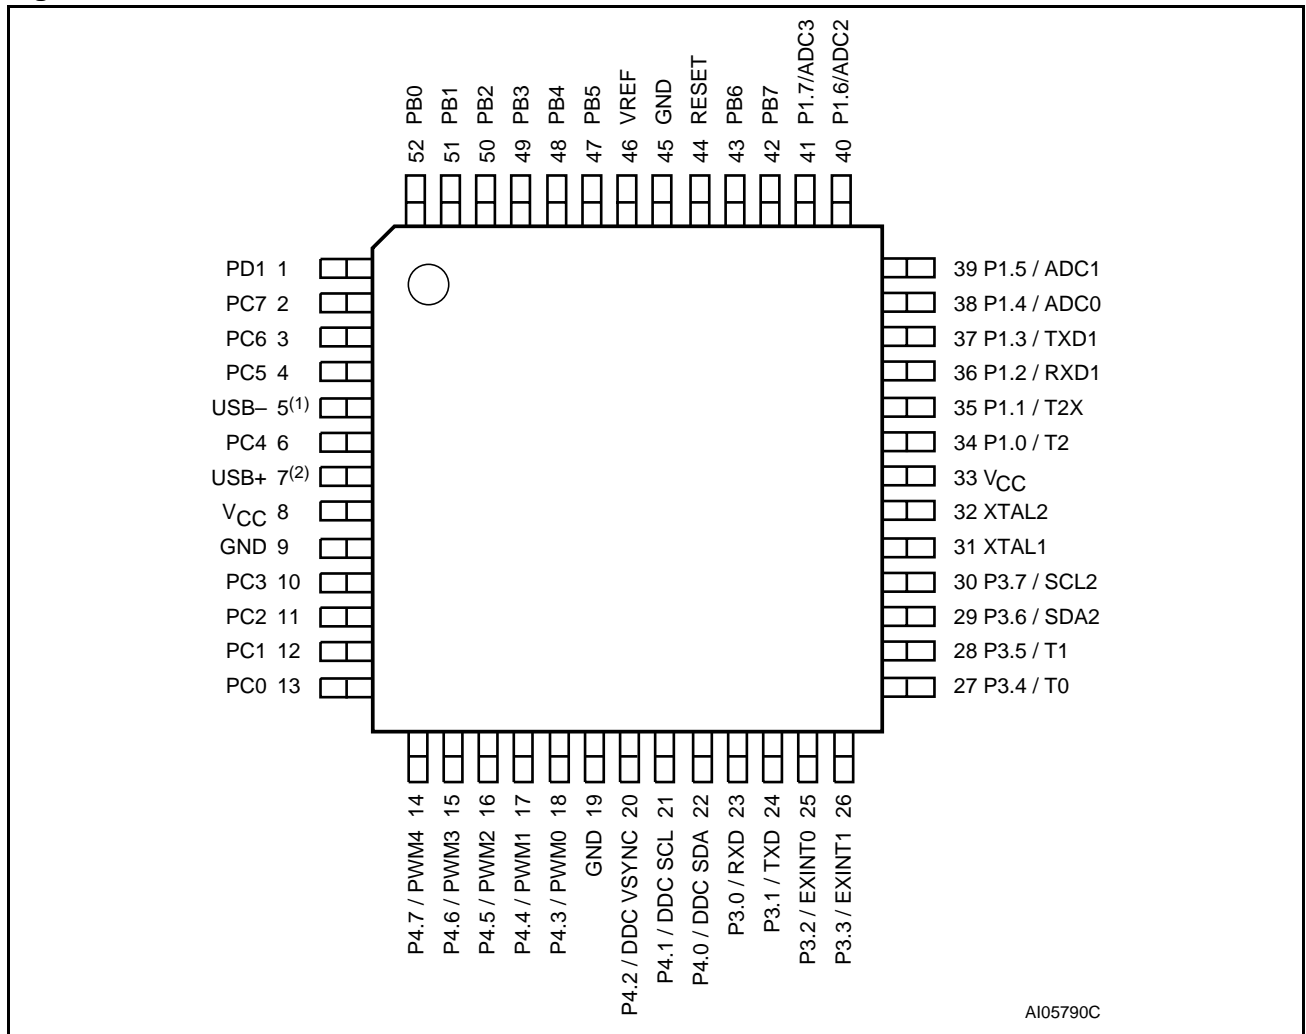 52 PB0
51 PB1
50 PB2
49 PB3
48 PB4
47 PB5
46 VREF
45 GND
44 RESET
43 PB6
42 PB7
41 P1.7/ADC3
40 P1.6/ADC2
PD1 1
PC7 2
PC6 3
PC5 4
USB– 5(1)
PC4 6
USB+ 7(2)
VCC 8
GND 9
PC3 10
PC2 11
PC1 12
PC0 13
39 P1.5 / ADC1
38 P1.4 / ADC0
37 P1.3 / TXD1
36 P1.2 / RXD1
35 P1.1 / T2X
34 P1.0 / T2
33 VCC
32 XTAL2
31 XTAL1
30 P3.7 / SCL2
29 P3.6 / SDA2
28 P3.5 / T1
27 P3.4 / T0
P4.7 / PWM4 14
P4.6 / PWM3 15
P4.5 / PWM2 16
P4.4 / PWM1 17
P4.3 / PWM0 18
GND 19
P4.2 / DDC VSYNC 20
P4.1 / DDC SCL 21
P4.0 / DDC SDA 22
P3.0 / RXD 23
P3.1 / TXD 24
P3.2 / EXINT0 25
P3.3 / EXINT1 26
AI05790C